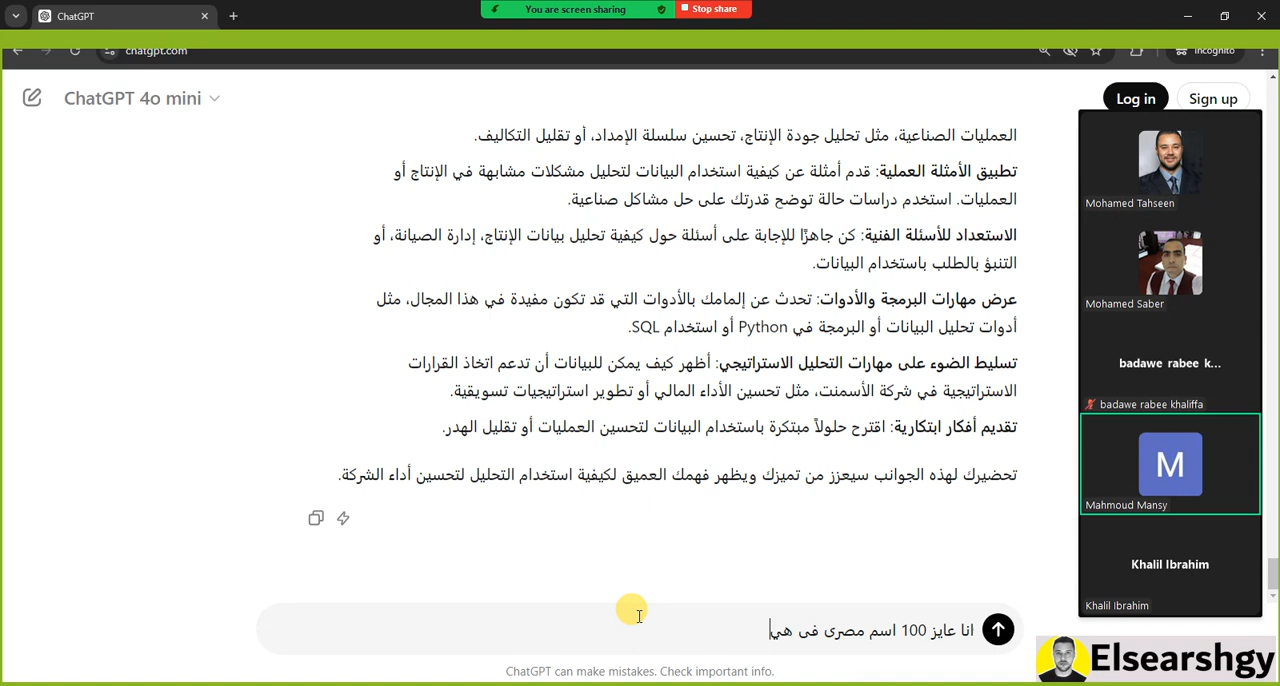 ChatGPT
You are screen sharing
Stop share
chatgpt.com
Incognito
ChatGPT 4o mini
Log in
Sign up
العمليات الصناعية، مثل تحليل جودة الإنتاج، تحسين سلسلة الإمداد، أو تقليل التكاليف.
تطبيق الأمثلة العملية: قدم أمثلة عن كيفية استخدام البيانات لتحليل مشكلات مشابهة في الإنتاج أو
العمليات. استخدم دراسات حالة توضح قدرتك على حل مشاكل صناعية.
الاستعداد للأسئلة الفنية: كن جاهزًا للإجابة على أسئلة حول كيفية تحليل بيانات الإنتاج، إدارة الصيانة، أو
التنبؤ بالطلب باستخدام البيانات.
عرض مهارات البرمجة والأدوات: تحدث عن إلمامك بالأدوات التي قد تكون مفيدة في هذا المجال، مثل
أدوات تحليل البيانات أو البرمجة في Python أو استخدام SQL.
تسليط الضوء على مهارات التحليل الاستراتيجي: أظهر كيف يمكن للبيانات أن تدعم اتخاذ القرارات
الاستراتيجية في شركة الأسمنت، مثل تحسين الأداء المالي أو تطوير استراتيجيات تسويقية.
تقديم أفكار ابتكارية: اقترح حلولاً مبتكرة باستخدام البيانات لتحسين العمليات أو تقليل الهدر.
تحضيرك لهذه الجوانب سيعزز من تميزك ويظهر فهمك العميق لكيفية استخدام التحليل لتحسين أداء الشركة.
انا عايز 100 اسم مصرى فى هي
ChatGPT can make mistakes. Check important info.
Mohamed Tahseen
Mohamed Saber
badawe rabee k...
badawe rabee khaliffa
M
Mahmoud Mansy
Khalil Ibrahim
Khalil Ibrahim
Elsearshgy